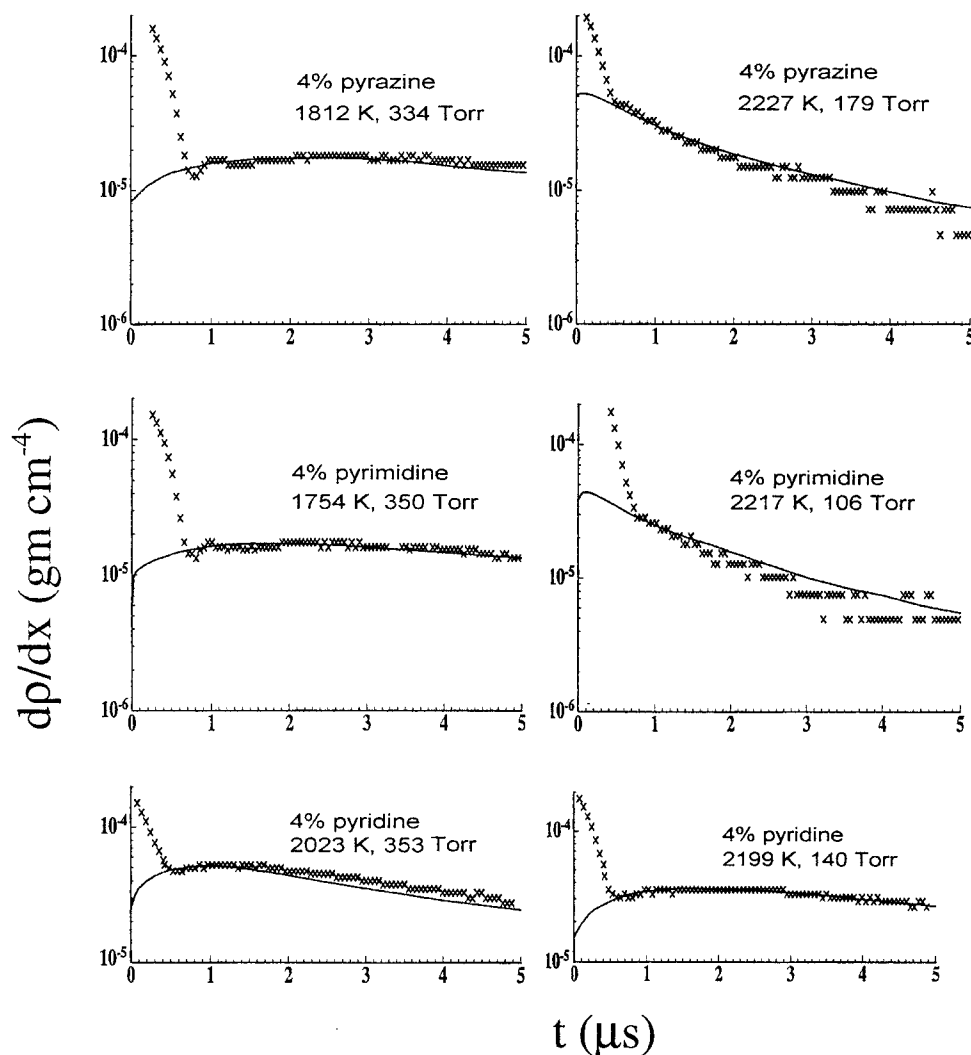 10⁻⁴
4% pyrazine
1812 K, 334 Torr
10⁻⁵
10⁻⁶
0 1 2 3 4 5
10⁻⁴
4% pyrazine
2227 K, 179 Torr
10⁻⁵
10⁻⁶
0 1 2 3 4 5
dρ/dx (gm cm⁻⁴)
10⁻⁴
4% pyrimidine
1754 K, 350 Torr
10⁻⁵
10⁻⁶
0 1 2 3 4 5
10⁻⁴
4% pyrimidine
2217 K, 106 Torr
10⁻⁵
10⁻⁶
0 1 2 3 4 5
10⁻⁴
4% pyridine
2023 K, 353 Torr
10⁻⁵
0 1 2 3 4 5
10⁻⁴
4% pyridine
2199 K, 140 Torr
10⁻⁵
0 1 2 3 4 5
t (μs)